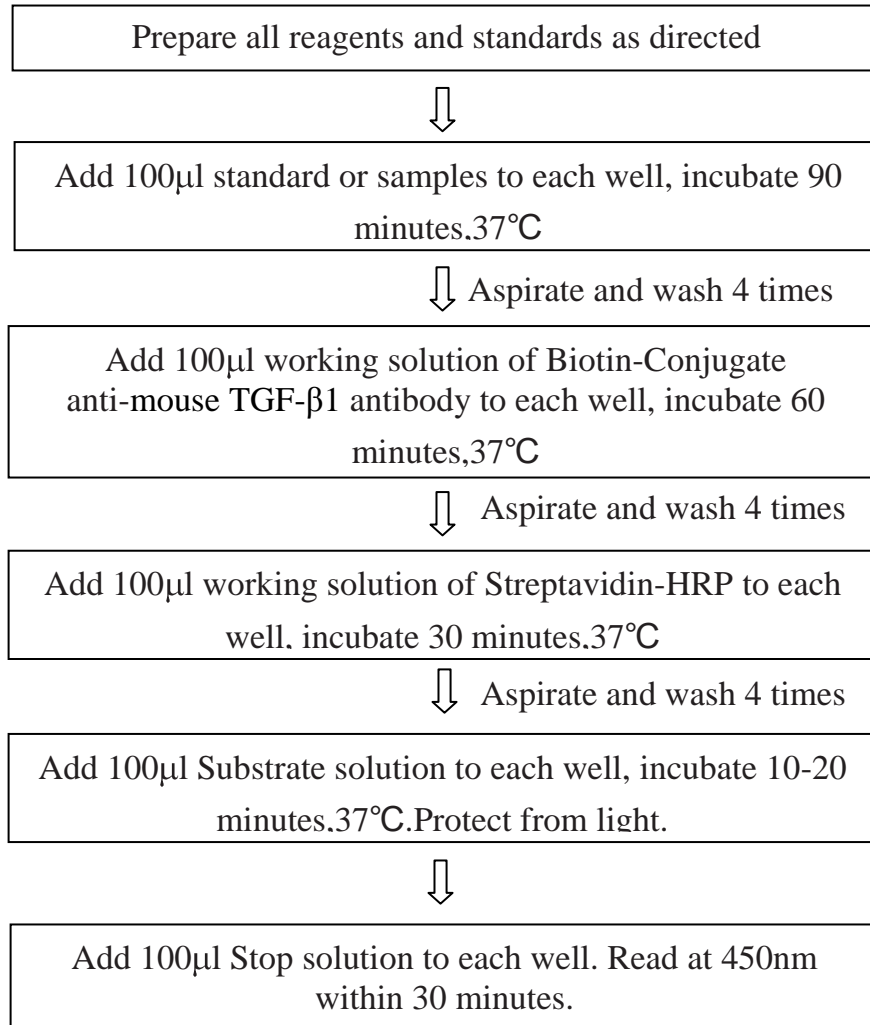 Prepare all reagents and standards as directed
Add 100μl standard or samples to each well, incubate 90
minutes,37℃
Aspirate and wash 4 times
Add 100μl working solution of Biotin-Conjugate
anti-mouse TGF-β1 antibody to each well, incubate 60
minutes,37℃
Aspirate and wash 4 times
Add 100μl working solution of Streptavidin-HRP to each
well, incubate 30 minutes,37℃
Aspirate and wash 4 times
Add 100μl Substrate solution to each well, incubate 10-20
minutes,37℃.Protect from light.
Add 100μl Stop solution to each well. Read at 450nm
within 30 minutes.